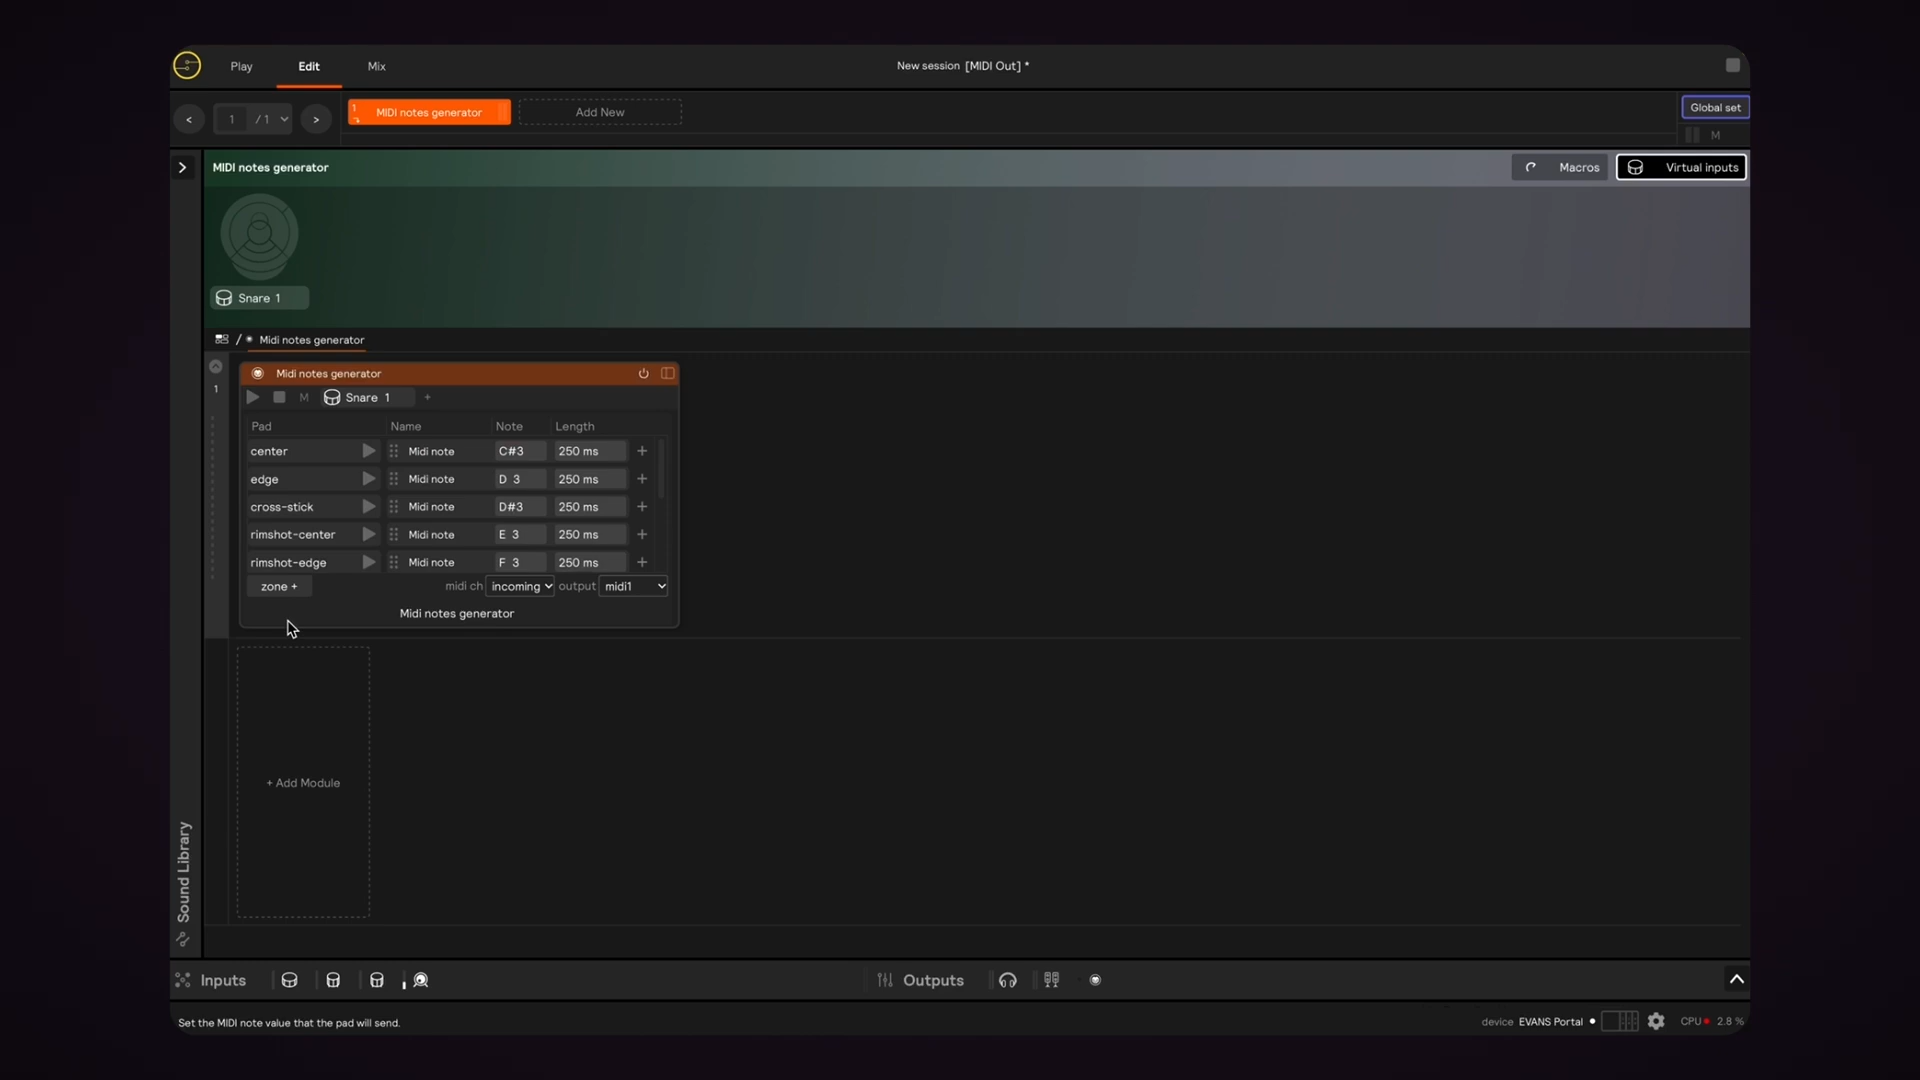 Play Edit Mix New session [MIDI Out] *
< 1 / 1 > 1 MIDI notes generator Add New Global set
M
MIDI notes generator Macros Virtual inputs
Snare 1
/ Midi notes generator
Midi notes generator
1 M Snare 1 +
Pad Name Note Length
center Midi note C#3 250 ms +
edge Midi note D 3 250 ms +
cross-stick Midi note D#3 250 ms +
rimshot-center Midi note E 3 250 ms +
rimshot-edge Midi note F 3 250 ms +
zone + midi ch incoming output midi1
Midi notes generator
+ Add Module
Sound Library
Inputs Outputs
Set the MIDI note value that the pad will send. device EVANS Portal CPU 2.8 %